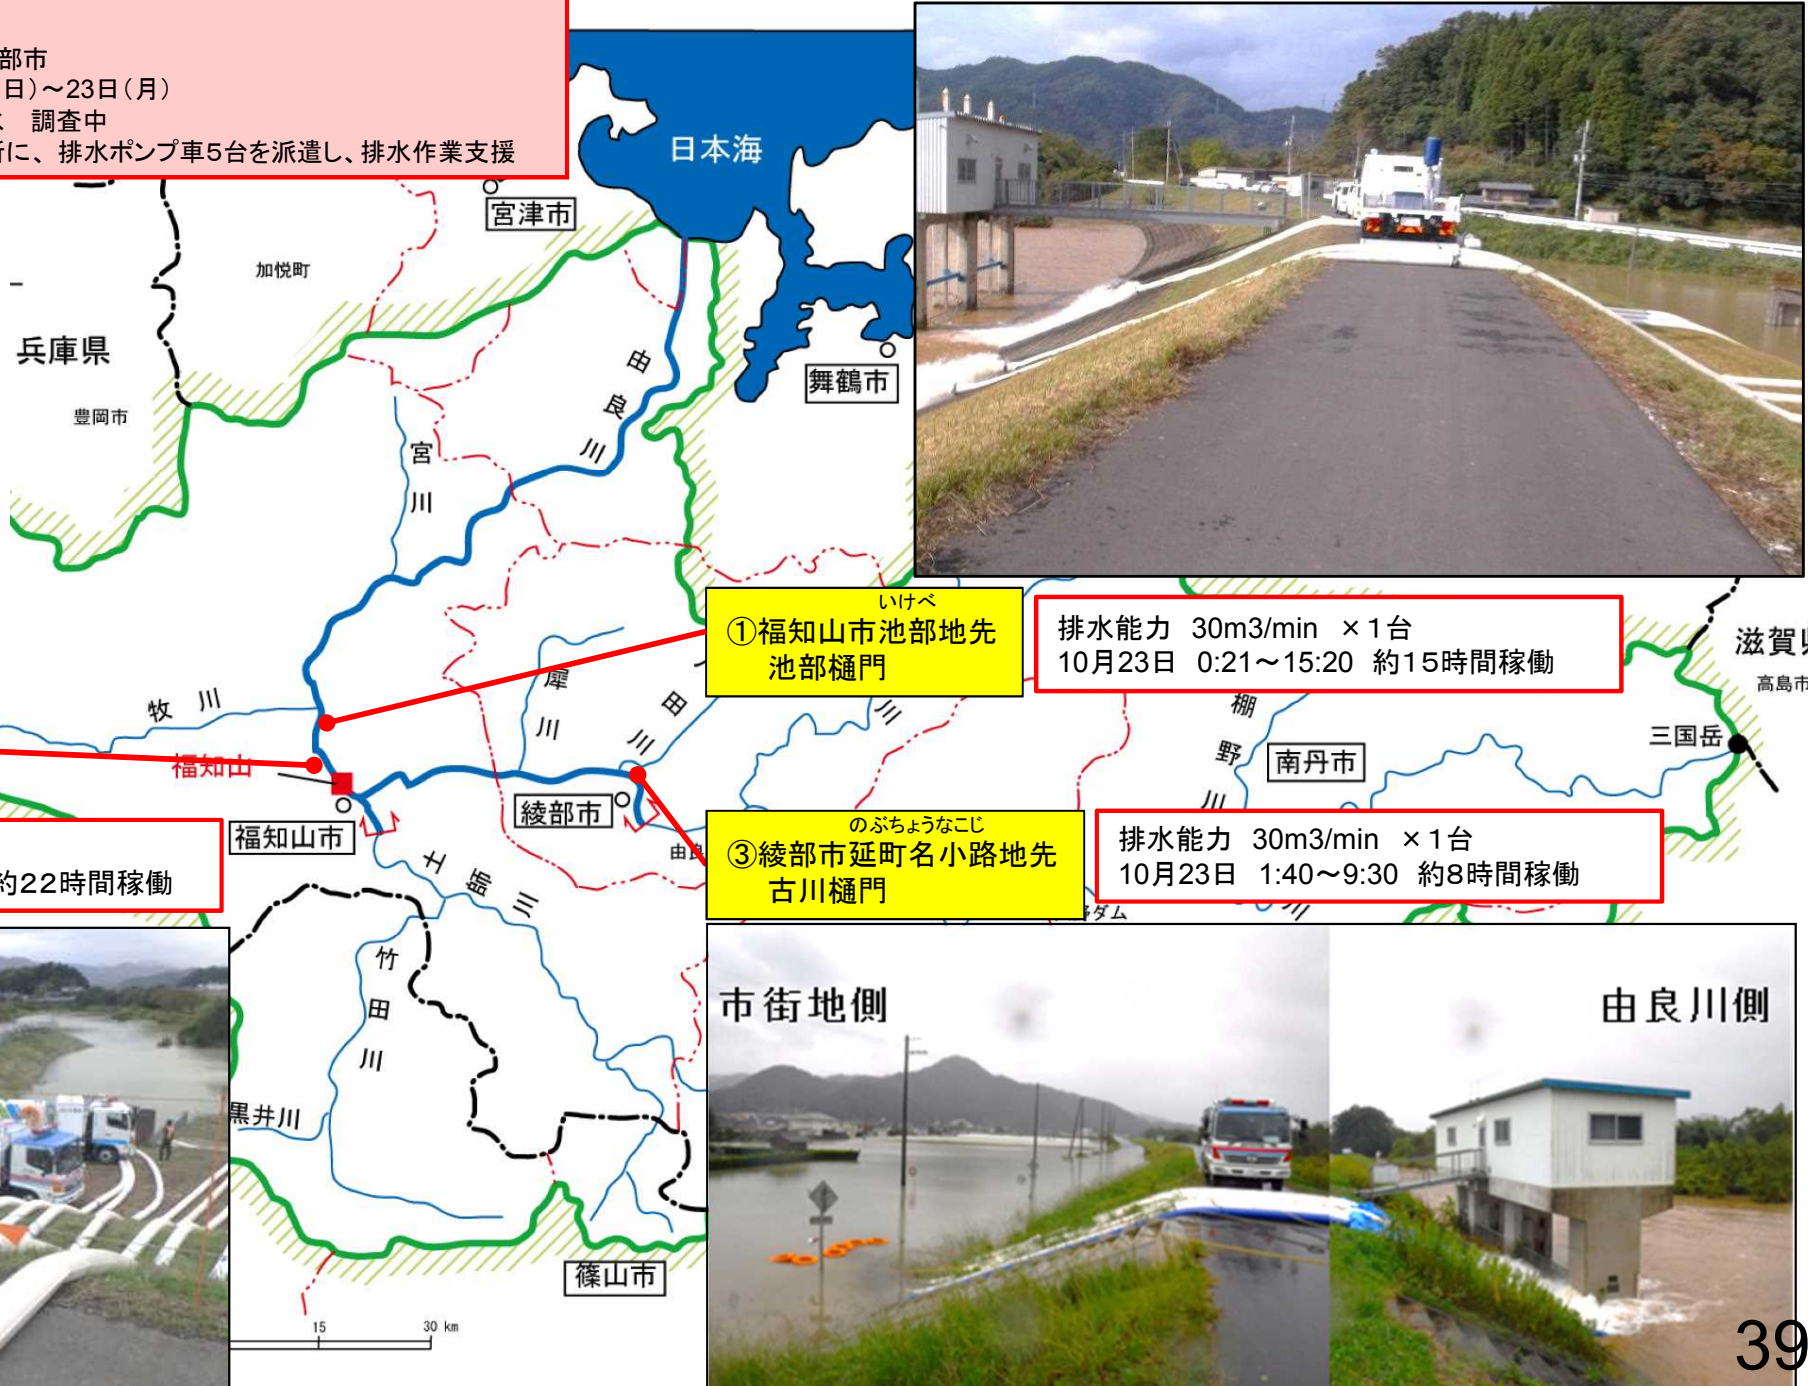 部市
日）～23日（月）
調査中
に、排水ポンプ車5台を派遣し、排水作業支援
日本海
宮津市
加悦町
兵庫県
豊岡市
舞鶴市
由良川
宮川
いけべ
①福知山市池部地先
池部樋門
排水能力 30m3/min ×1台
10月23日 0:21～15:20 約15時間稼働
滋賀県
高島市
三国岳
牧川
犀川
田川
川
棚野川
南丹市
福知山
福知山市
綾部市
由良
約22時間稼働
のぶちょうなこじ
③綾部市延町名小路地先
古川樋門
排水能力 30m3/min ×1台
10月23日 1:40～9:30 約8時間稼働
土師川
ダム
川
竹田川
黒井川
篠山市
市街地側
由良川側
15
30 km
39